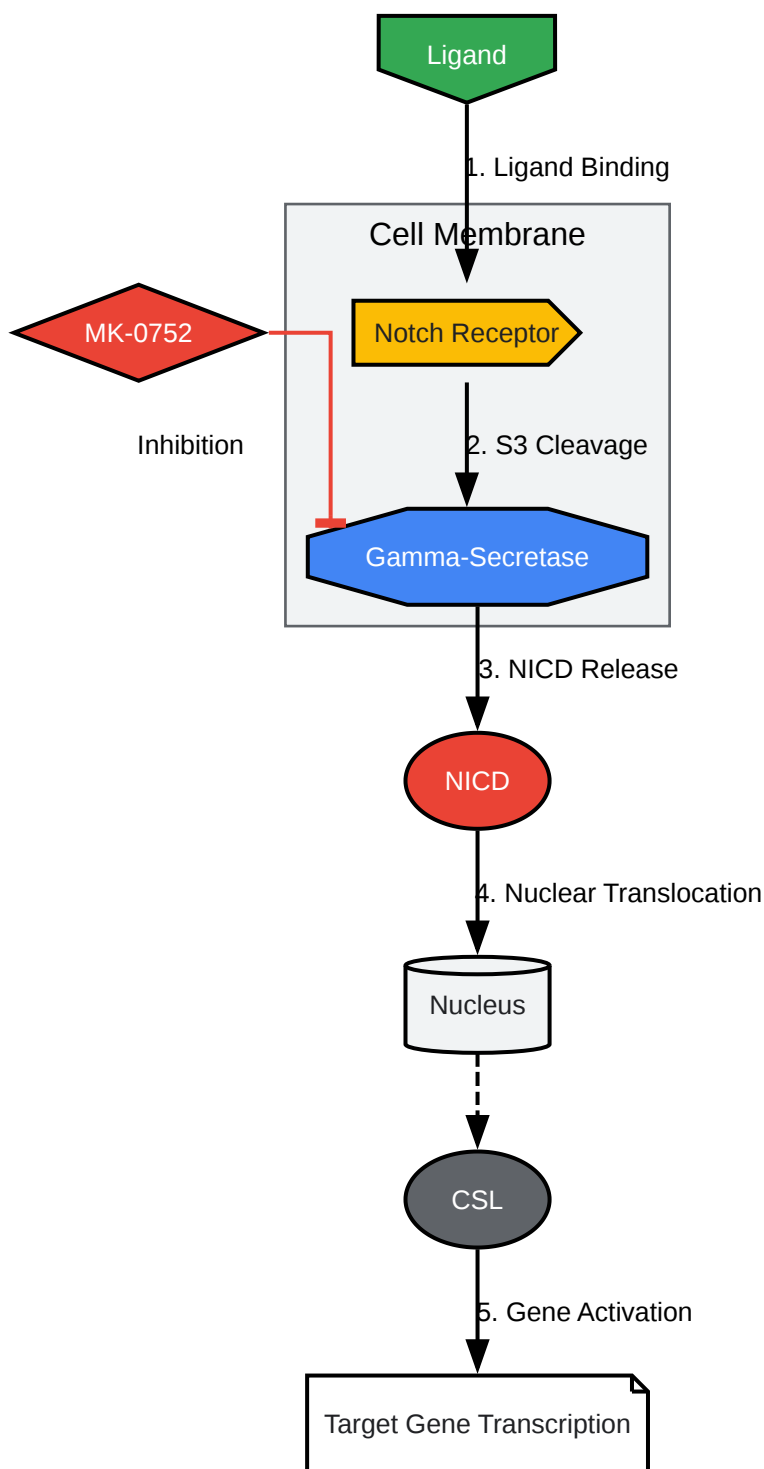 Ligand
1. Ligand Binding
Cell Membrane
MK-0752
Notch Receptor
Inhibition
2. S3 Cleavage
Gamma-Secretase
3. NICD Release
NICD
4. Nuclear Translocation
Nucleus
CSL
5. Gene Activation
Target Gene Transcription